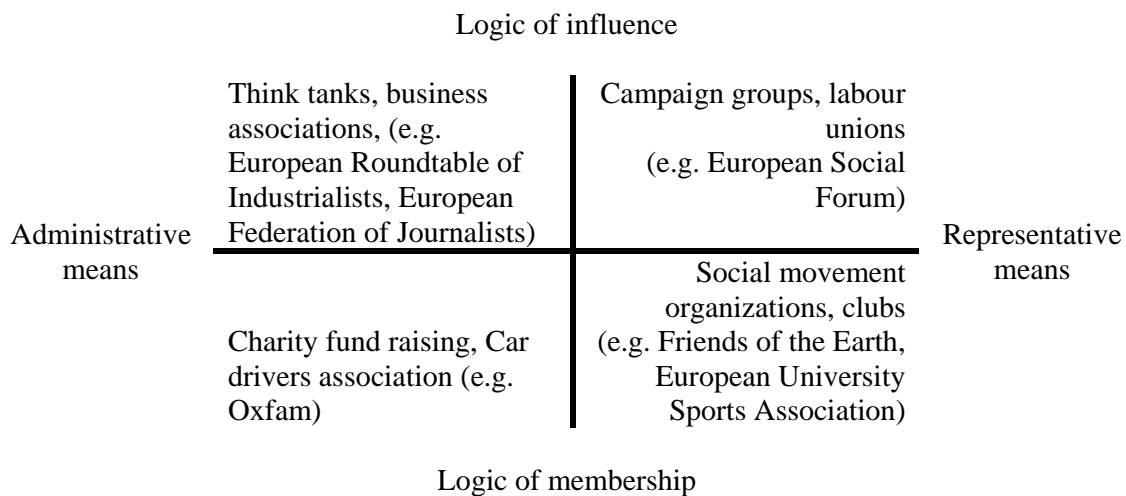 Logic of influence
Think tanks, business
associations, (e.g.
European Roundtable of
Industrialists, European
Federation of Journalists)
Campaign groups, labour
unions
(e.g. European Social
Forum)
Administrative
means
Representative
means
Charity fund raising, Car
drivers association (e.g.
Oxfam)
Social movement
organizations, clubs
(e.g. Friends of the Earth,
European University
Sports Association)
Logic of membership